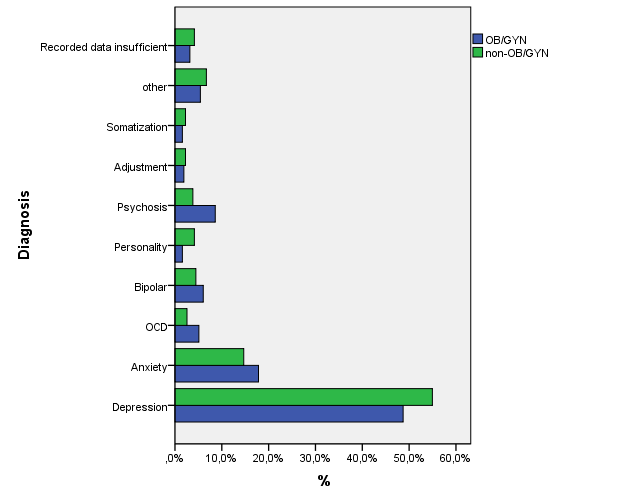 OB/GYN
non-OB/GYN
Diagnosis
Recorded data insufficient
other
Somatization
Adjustment
Psychosis
Personality
Bipolar
OCD
Anxiety
Depression
,0% 10,0% 20,0% 30,0% 40,0% 50,0% 60,0%
%